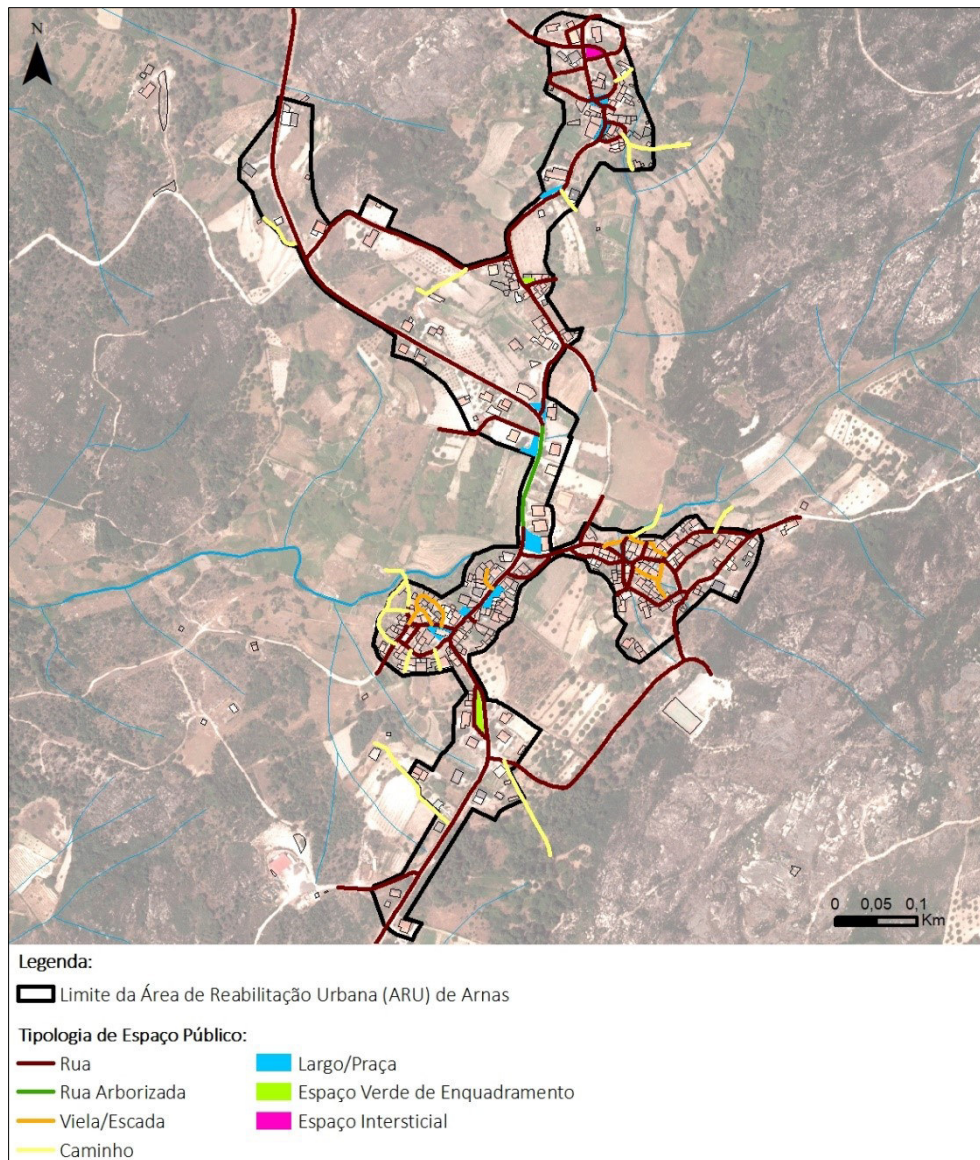 N
0 0,05 0,1
Km
Legenda:
Limite da Área de Reabilitação Urbana (ARU) de Arnas
Tipologia de Espaço Público:
Rua
Rua Arborizada
Viela/Escada
Caminho
Largo/Praça
Espaço Verde de Enquadramento
Espaço Intersticial